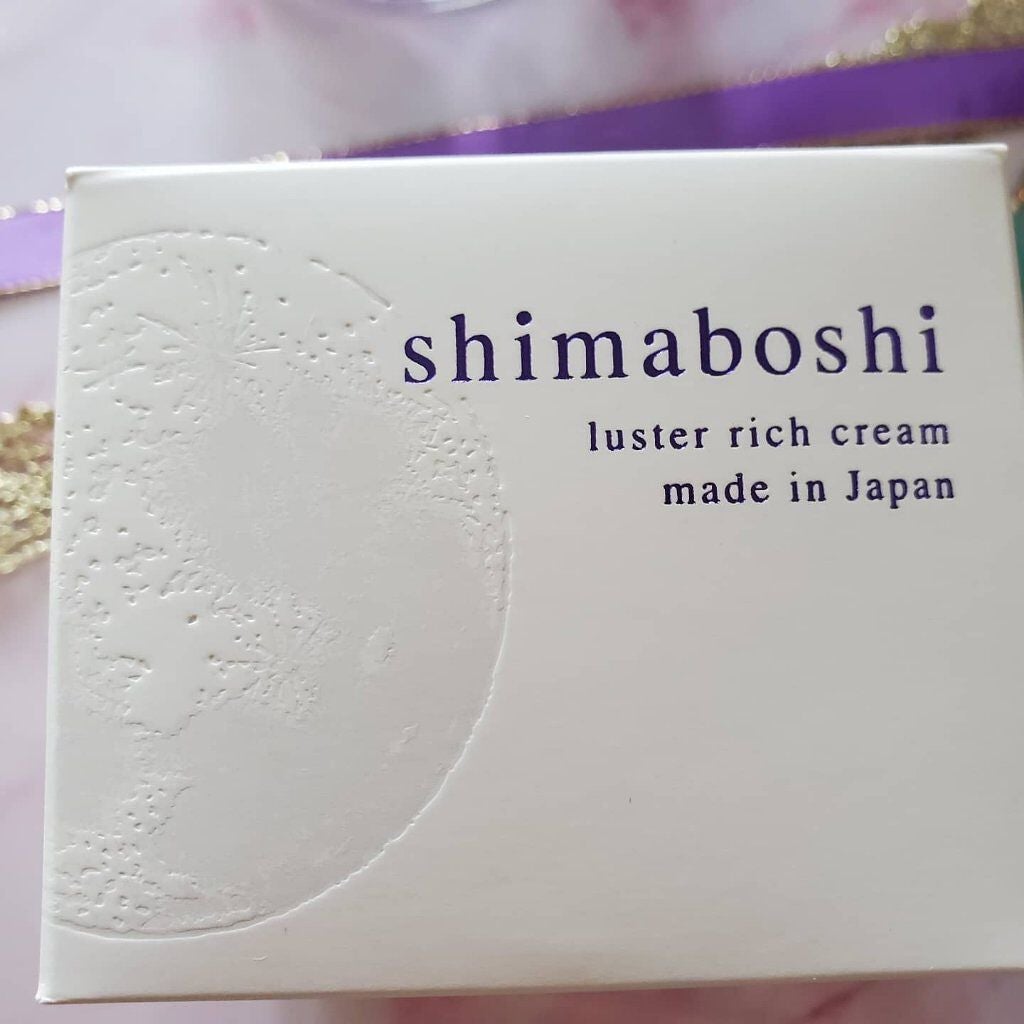 shimaboshi
luster rich cream
made in Japan